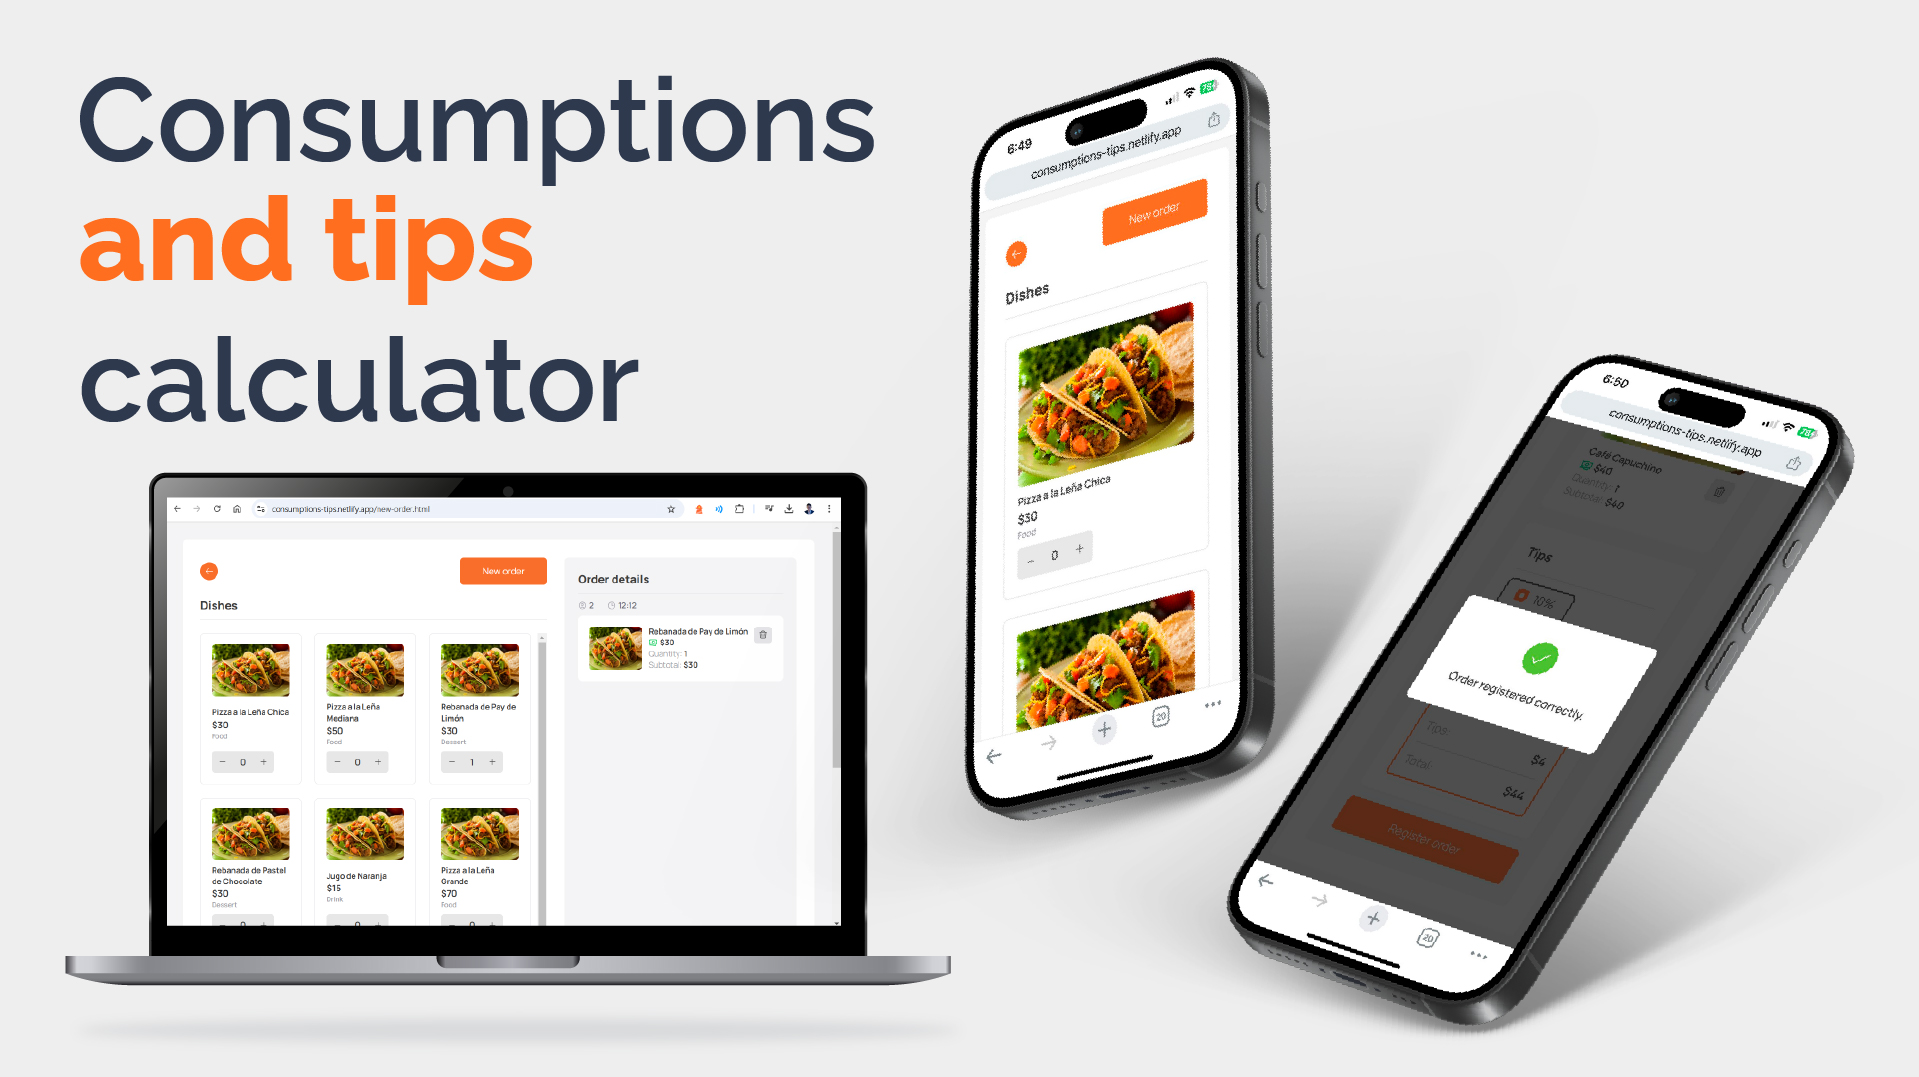 Consumptions
and tips
calculator
consumptions-tips.netlify.app/new-order.html
New order
Dishes
Pizza a la Leña Chica
$30
Food
− 0 +
Pizza a la Leña
Mediana
$50
Food
− 0 +
Rebanada de Pay de
Limón
$30
Dessert
− 1 +
Rebanada de Pastel
de Chocolate
$30
Dessert
Jugo de Naranja
$15
Drink
Pizza a la Leña
Grande
$70
Food
Order details
2 12:12
Rebanada de Pay de Limón
$30
Quantity: 1
Subtotal: $30
6:49
consumptions-tips.netlify.app
New order
Dishes
Pizza a la Leña Chica
$30
Food
− 0 +
20
6:50
consumptions-tips.netlify.app
Café Capuchino
$40
Quantity: 1
Subtotal: $40
Tips
10%
Order registered correctly.
Tips:
$4
Total:
$44
Register order
20